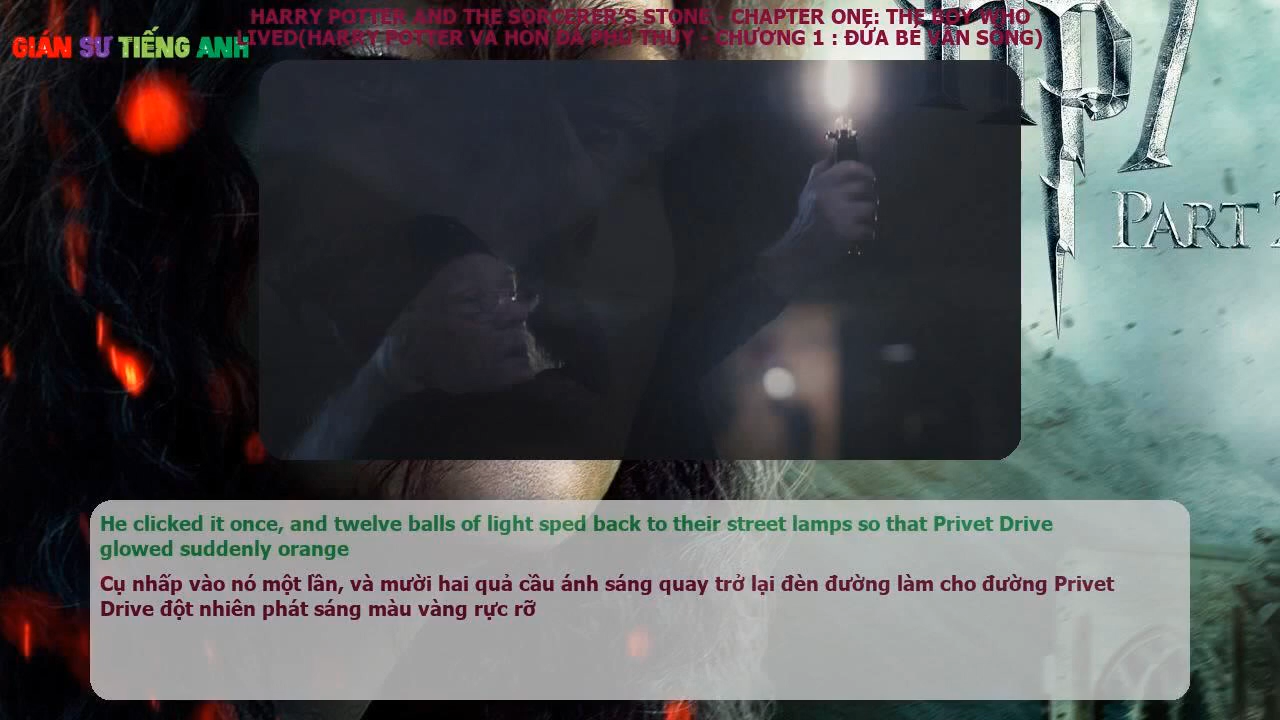 HARRY POTTER AND THE SORCERER'S STONE - CHAPTER ONE: THE BOY WHO
LIVED(HARRY POTTER VÀ HÒN ĐÁ PHÙ THỦY - CHƯƠNG 1 : ĐỨA BÉ VẪN SỐNG)
GIÁN SƯ TIẾNG ANH
PART 2
He clicked it once, and twelve balls of light sped back to their street lamps so that Privet Drive
glowed suddenly orange
Cụ nhấp vào nó một lần, và mười hai quả cầu ánh sáng quay trở lại đèn đường làm cho đường Privet
Drive đột nhiên phát sáng màu vàng rực rỡ